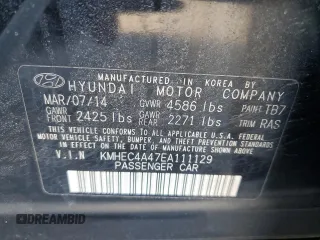 MANUFACTURED IN KOREA BY
HYUNDAI MOTOR COMPANY
MAR/07/14 GVWR 4586 lbs PAINT TB7
GAWR FRONT 2425 lbs GAWR REAR 2271 lbs TRIM RAS
THIS VEHICLE CONFORMS TO ALL APPLICABLE U.S.A. FEDERAL
MOTOR VEHICLE SAFETY, BUMPER, AND THEFT PREVENTION
STANDARDS IN EFFECT ON THE DATE OF MANUFACTURE
SHOWN ABOVE.
V.I.N KMHEC4A47EA111129
PASSENGER CAR